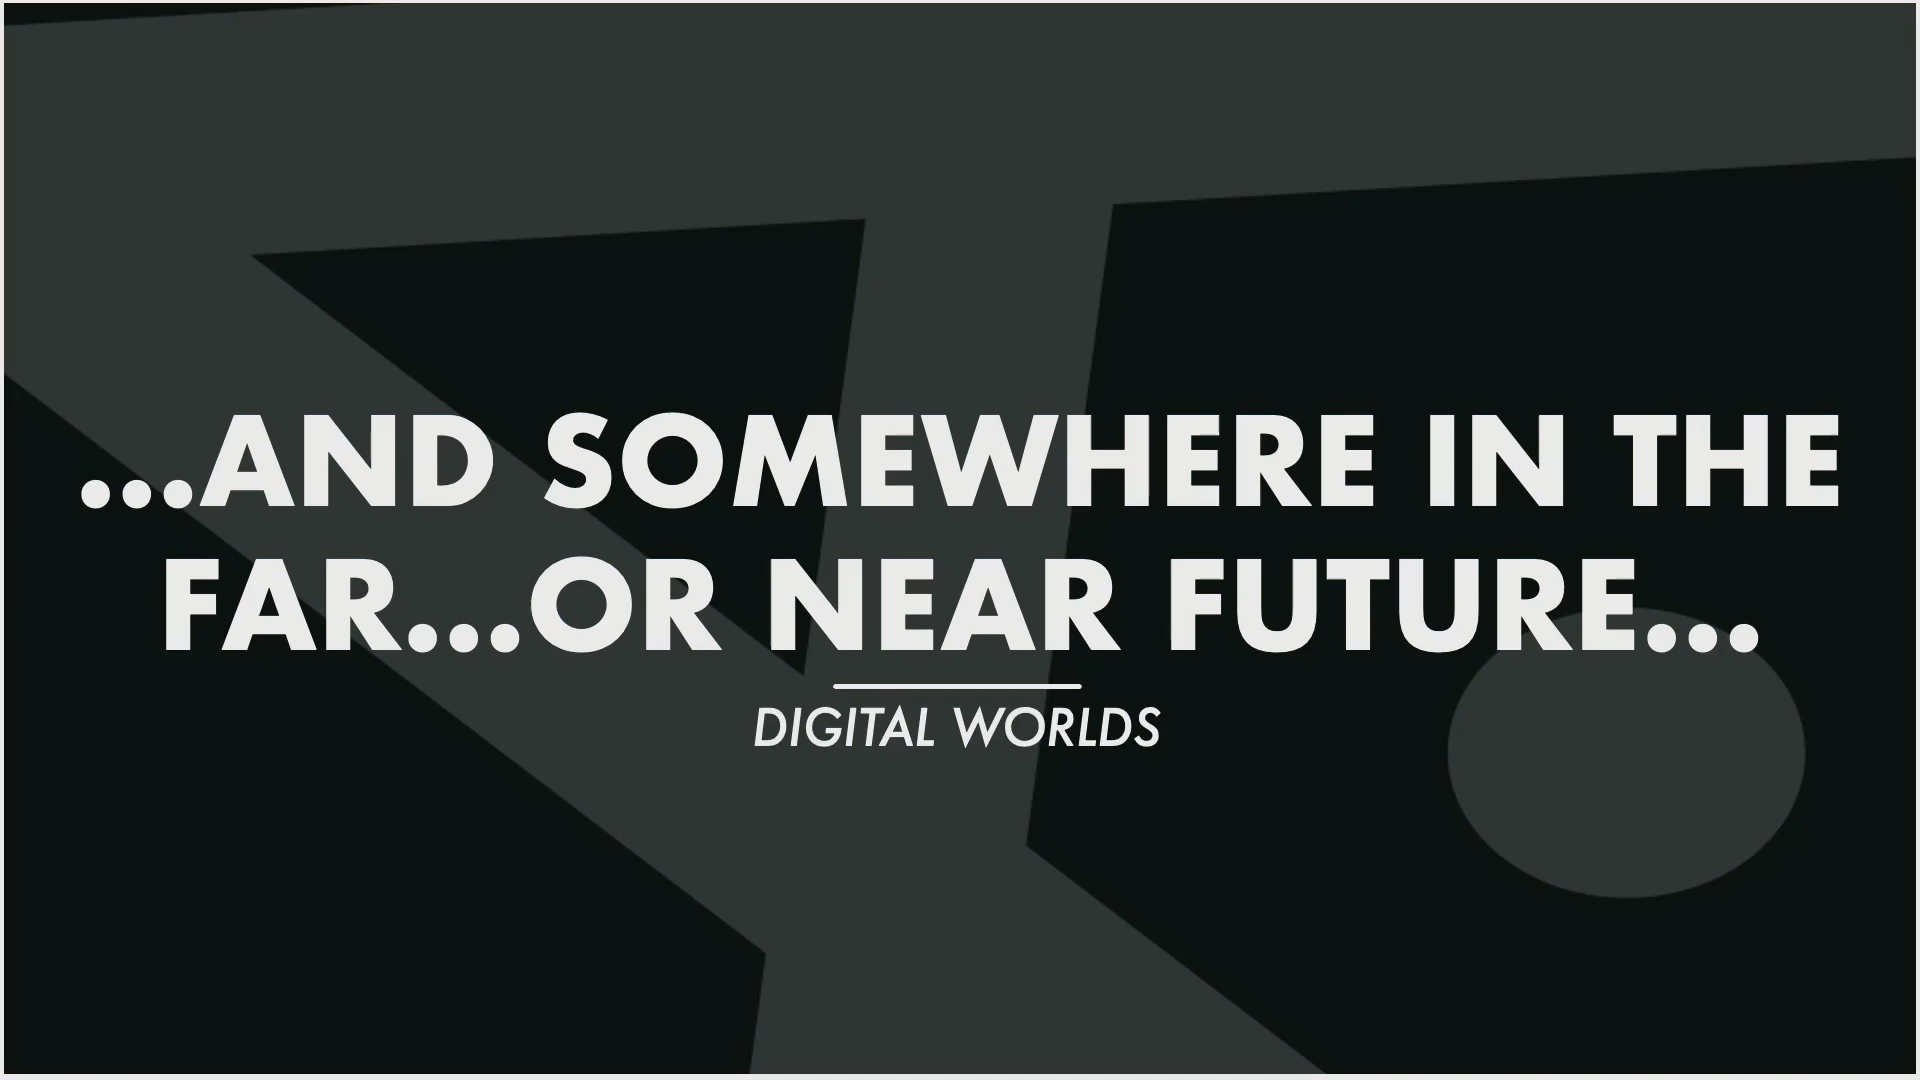 ...AND SOMEWHERE IN THE
FAR...OR NEAR FUTURE...
DIGITAL WORLDS